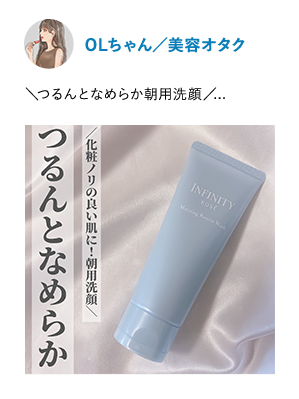 OLちゃん／美容オタク
＼つるんとなめらか朝用洗顔／...
つるんとなめらか
／化粧ノリの良い肌に！朝用洗顔＼
INFINITY
KOSÉ